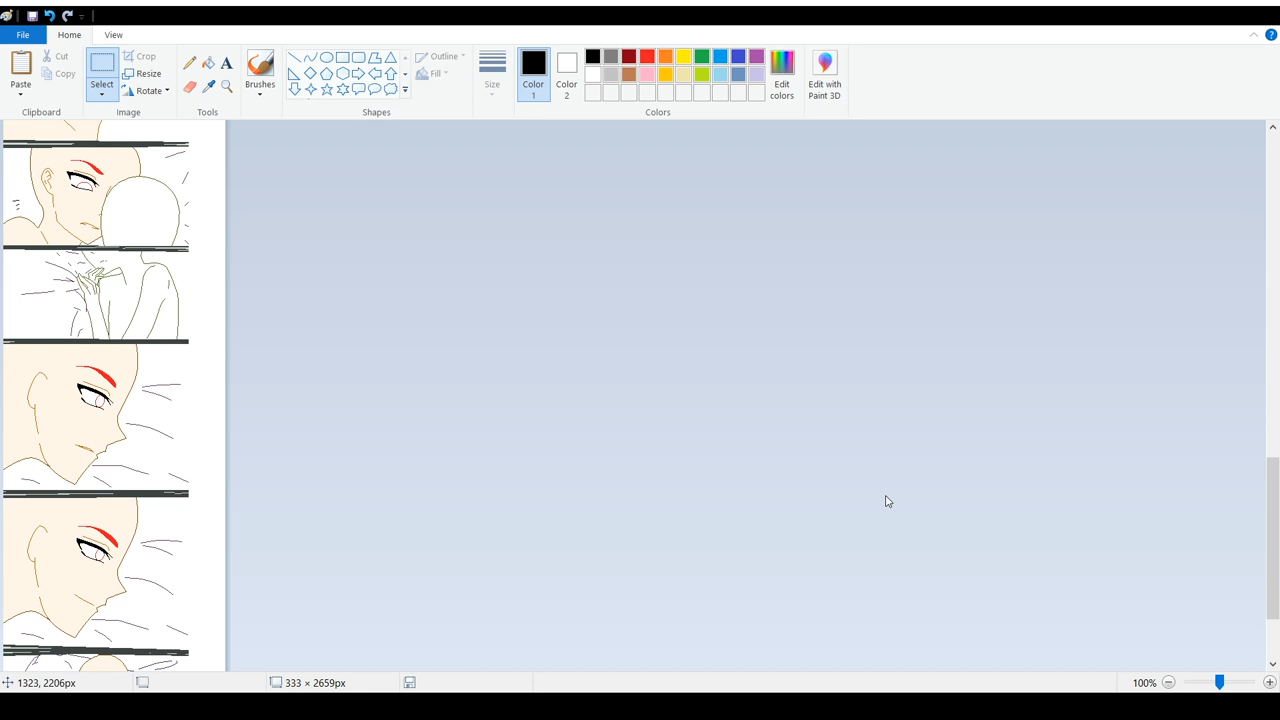 File Home View
Cut
Copy
Paste
Clipboard
Select
Crop
Resize
Rotate
Image
Tools
A
Brushes
Outline
Fill
Shapes
Size
Color
1
Color
2
Edit
colors
Colors
Edit with
Paint 3D
?
1323, 2206px
333 × 2659px
100%